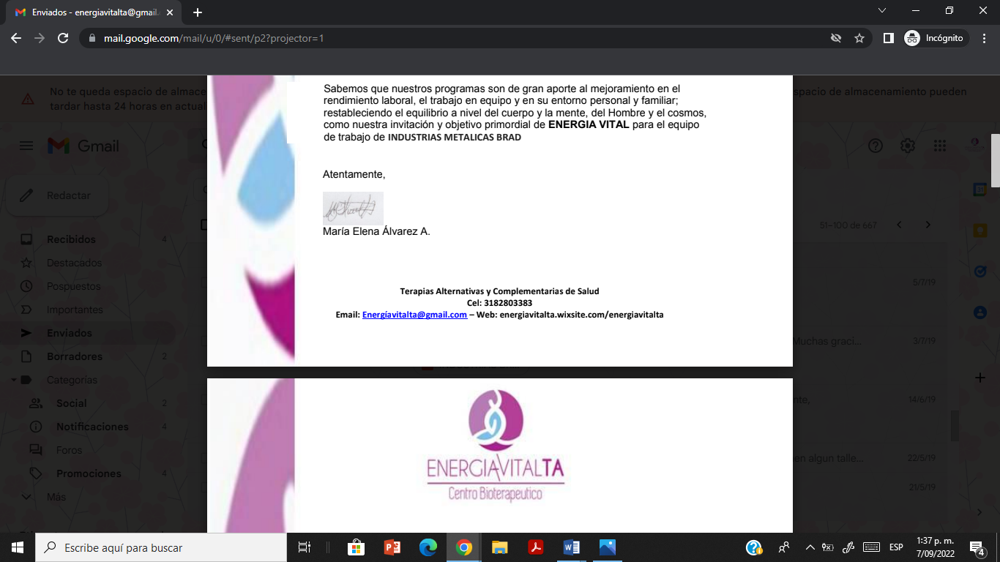 Enviados - energiavitalta@gmail.
mail.google.com/mail/u/0/#sent/p2?projector=1
Incógnito
No te queda espacio de almace
spacio de almacenamiento pueden
tardar hasta 24 horas en actual
Gmail
Redactar
Recibidos 4
Destacados
Pospuestos
Importantes
Enviados
Borradores 2
Categorías
Social 2
Notificaciones 4
Foros
Promociones 4
Más
Sabemos que nuestros programas son de gran aporte al mejoramiento en el
rendimiento laboral, el trabajo en equipo y en su entorno personal y familiar;
restableciendo el equilibrio a nivel del cuerpo y la mente, del Hombre y el cosmos,
como nuestra invitación y objetivo primordial de ENERGIA VITAL para el equipo
de trabajo de INDUSTRIAS METALICAS BRAD
Atentamente,
María Elena Álvarez A.
Terapias Alternativas y Complementarias de Salud
Cel: 3182803383
Email: Energíavitalta@gmail.com – Web: energiavitalta.wixsite.com/energiavitalta
ENERGIAVITALTA
Centro Bioterapeutico
51–100 de 667
5/7/19
Muchas graci... 3/7/19
nte, 14/6/19
en algun talle... 22/5/19
21/5/19
Escribe aquí para buscar
ESP
1:37 p. m.
7/09/2022
4